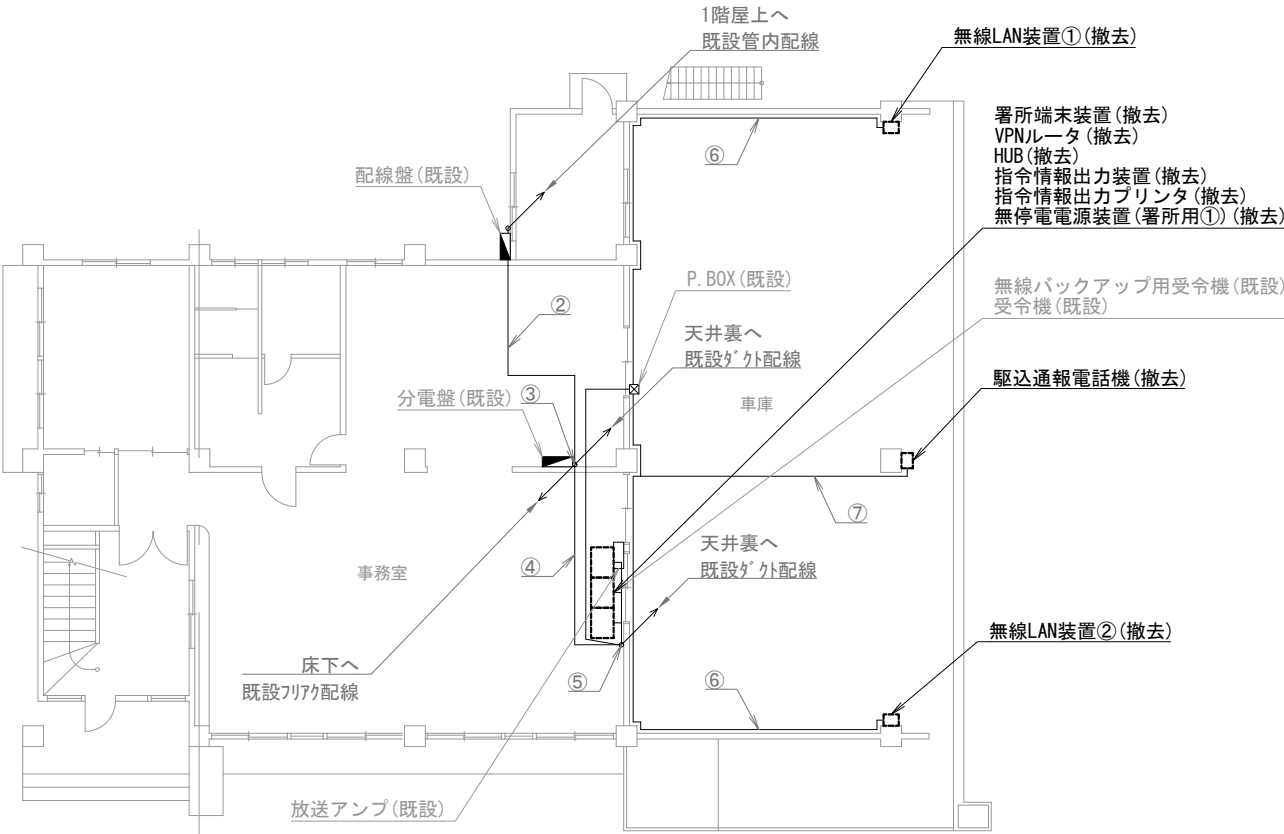 1階屋上へ
既設管内配線
無線LAN装置①(撤去)
署所端末装置(撤去)
VPNルータ(撤去)
HUB(撤去)
指令情報出力装置(撤去)
指令情報出力プリンタ(撤去)
無停電電源装置(署所用①)(撤去)
⑥
配線盤(既設)
P.BOX(既設)
無線バックアップ用受令機(既設)
受令機(既設)
②
天井裏へ
既設ダクト配線
駆込通報電話機(撤去)
分電盤(既設)
③
車庫
⑦
天井裏へ
既設ダクト配線
④
事務室
無線LAN装置②(撤去)
床下へ
既設フリアク配線
⑤
⑥
放送アンプ(既設)